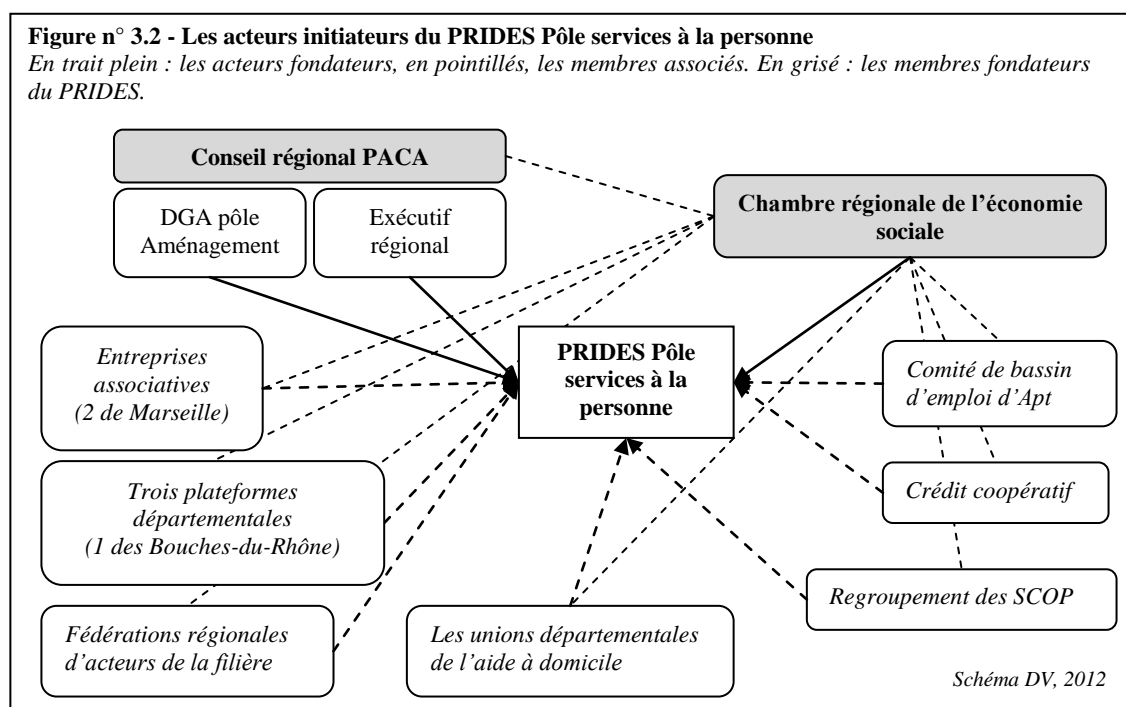 Figure n° 3.2 - Les acteurs initiateurs du PRIDES Pôle services à la personne
En trait plein : les acteurs fondateurs, en pointillés, les membres associés. En grisé : les membres fondateurs
du PRIDES.
Conseil régional PACA
DGA pôle
Aménagement
Exécutif
régional
Chambre régionale de l’économie
sociale
Entreprises
associatives
(2 de Marseille)
PRIDES Pôle
services à la
personne
Comité de bassin
d’emploi d’Apt
Trois plateformes
départementales
(1 des Bouches-du-Rhône)
Crédit coopératif
Fédérations régionales
d’acteurs de la filière
Les unions départementales
de l’aide à domicile
Regroupement des SCOP
Schéma DV, 2012